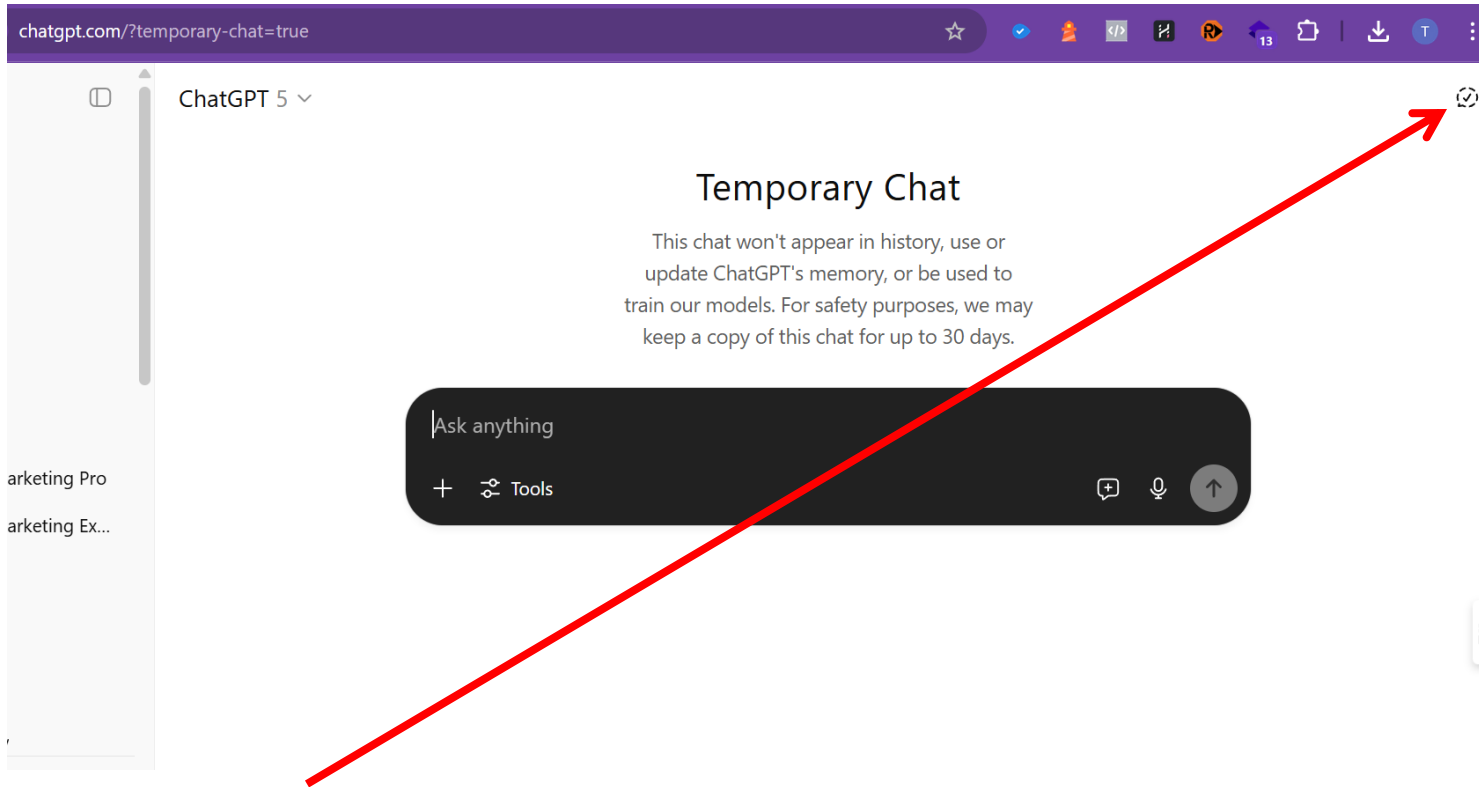 chatgpt.com/?temporary-chat=true
</>
R
13
T
ChatGPT 5
Temporary Chat
This chat won't appear in history, use or
update ChatGPT's memory, or be used to
train our models. For safety purposes, we may
keep a copy of this chat for up to 30 days.
Ask anything
Tools
arketing Pro
arketing Ex...